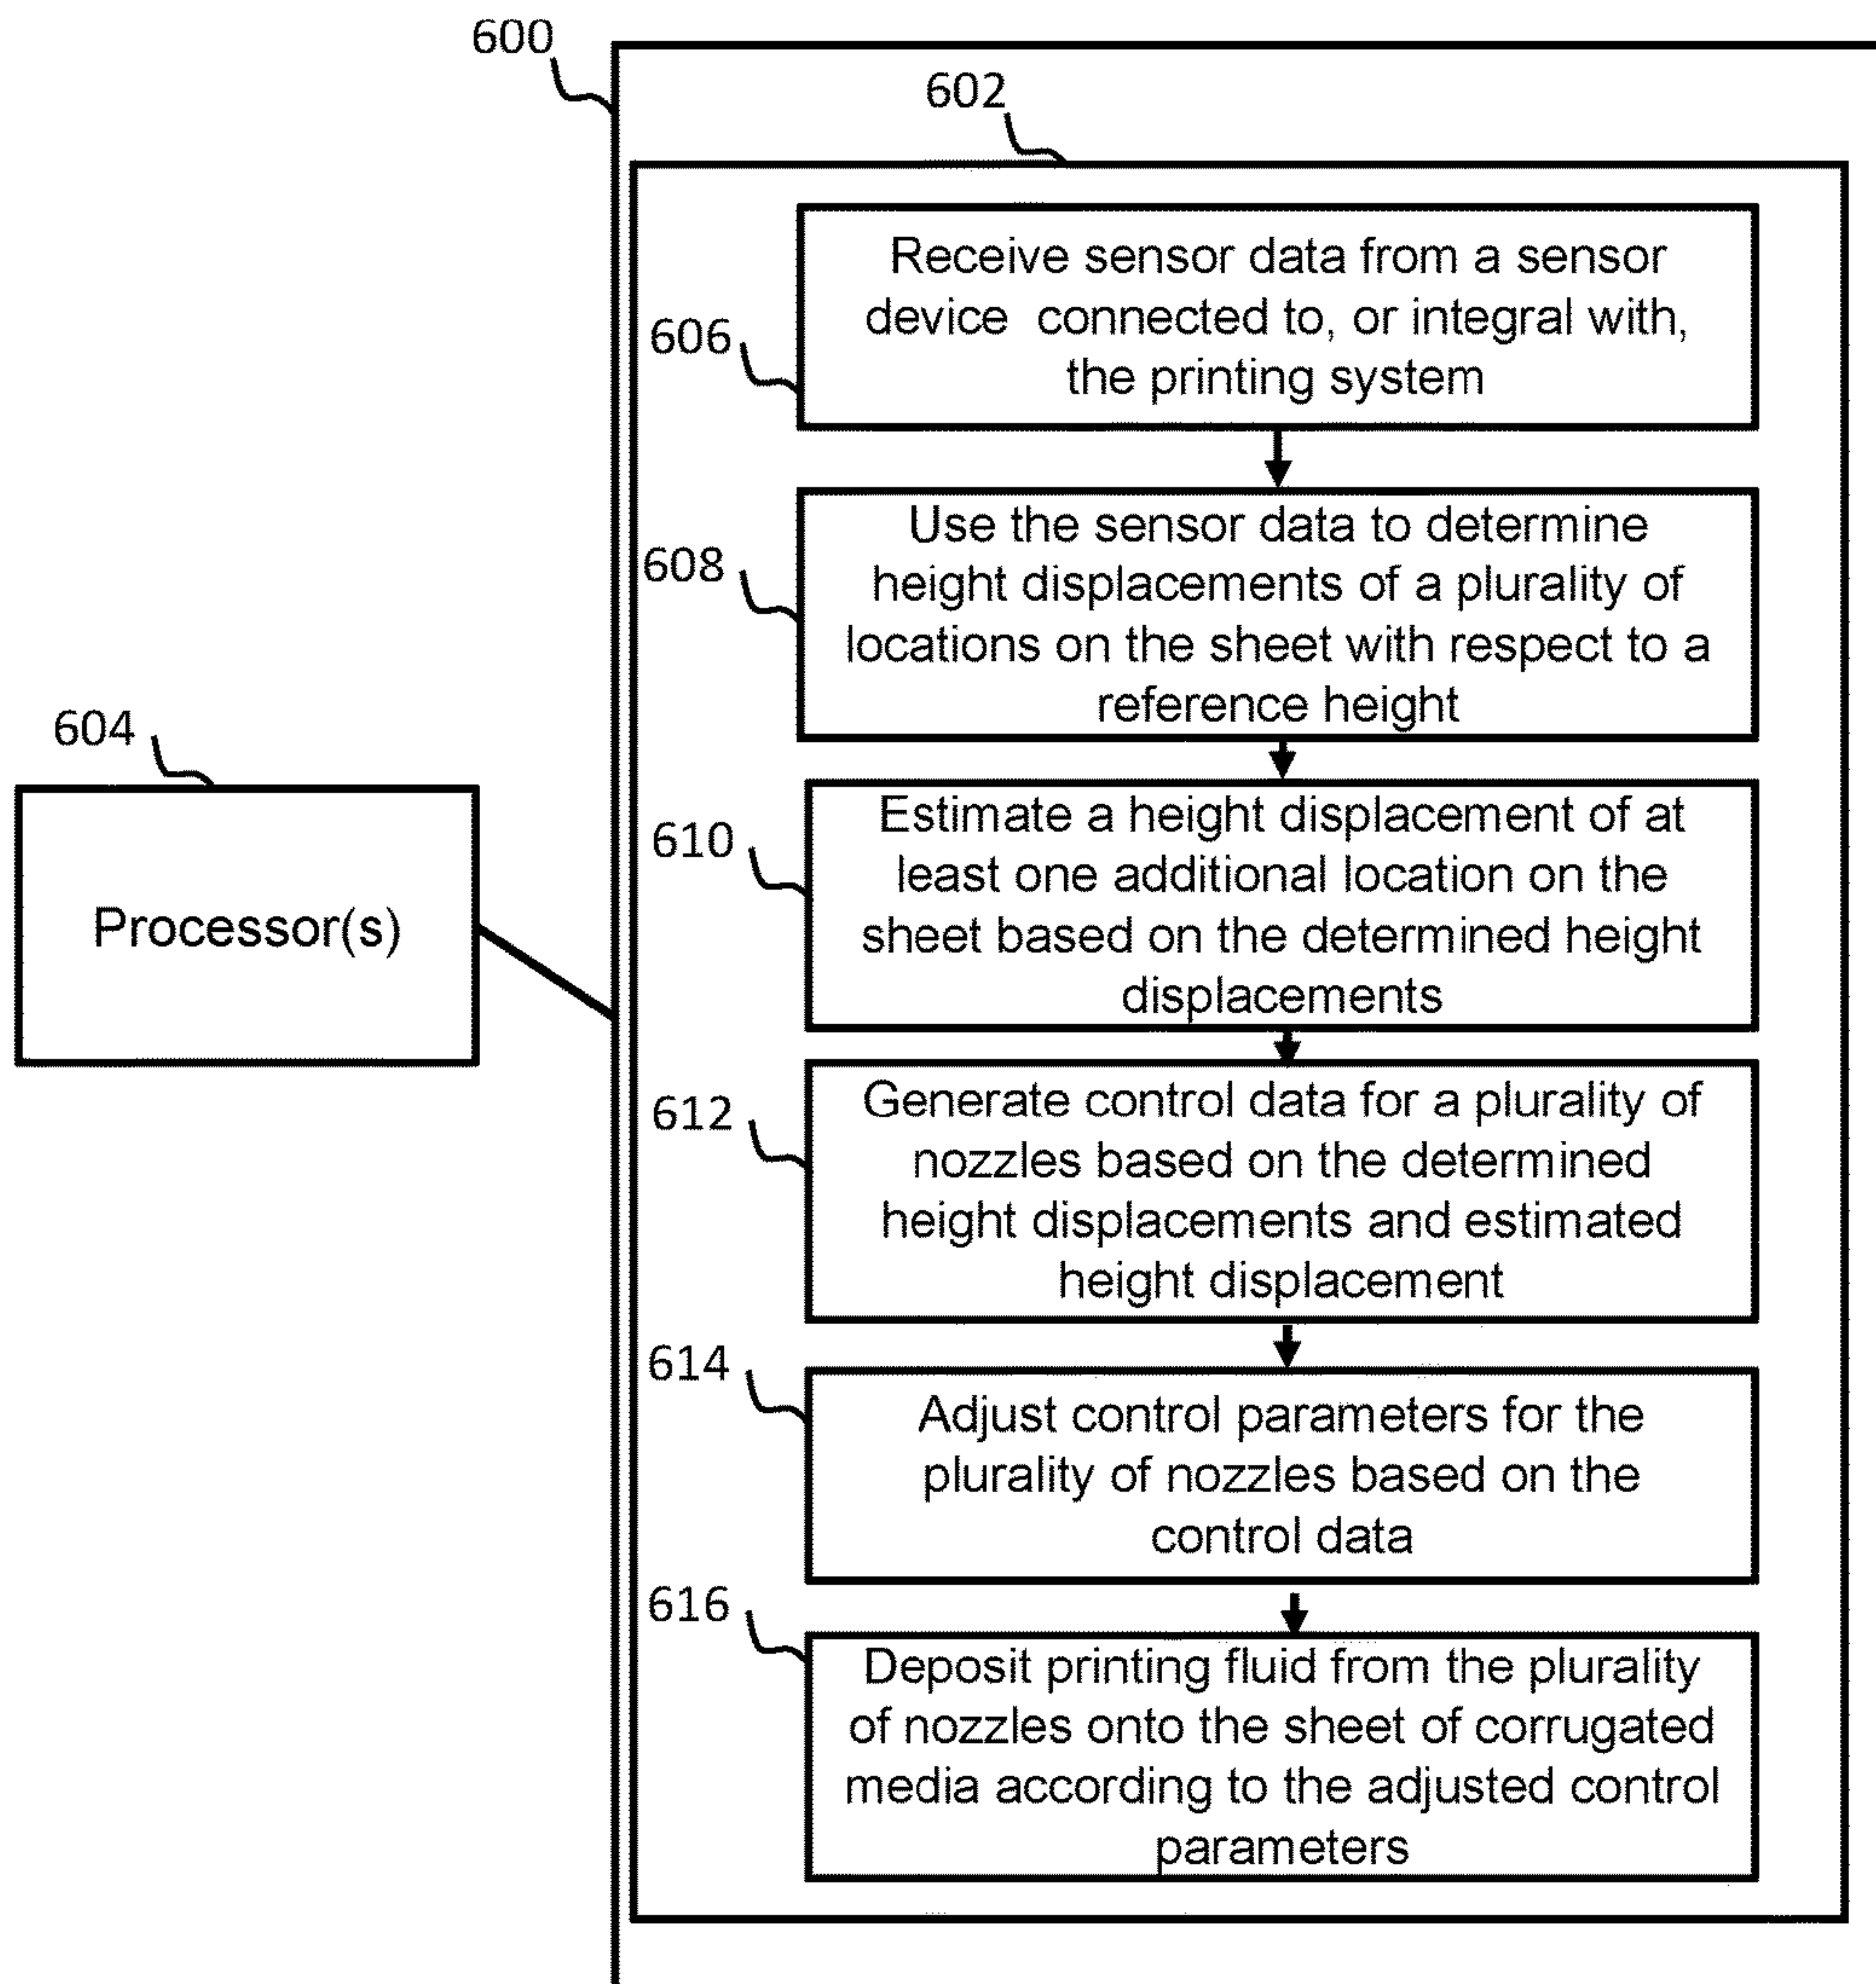 600
602
Receive sensor data from a sensor
device connected to, or integral with,
the printing system
606
Use the sensor data to determine
height displacements of a plurality of
locations on the sheet with respect to a
reference height
608
604
Processor(s)
Estimate a height displacement of at
least one additional location on the
sheet based on the determined height
displacements
610
Generate control data for a plurality of
nozzles based on the determined
height displacements and estimated
height displacement
612
614
Adjust control parameters for the
plurality of nozzles based on the
control data
616
Deposit printing fluid from the plurality
of nozzles onto the sheet of corrugated
media according to the adjusted control
parameters